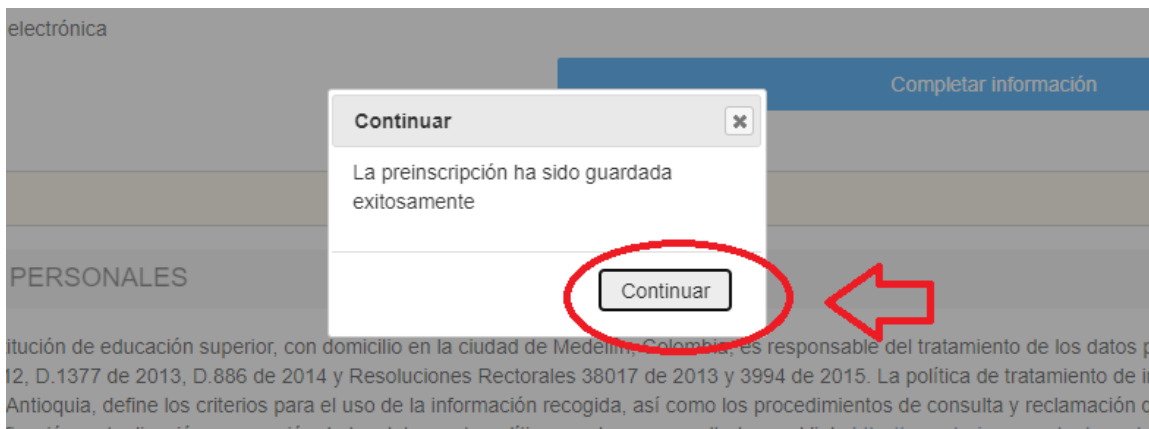 electrónica
Completar información
Continuar
La preinscripción ha sido guardada
exitosamente
Continuar
PERSONALES
itución de educación superior, con domicilio en la ciudad de Medellín, Colombia, es responsable del tratamiento de los datos p
12, D.1377 de 2013, D.886 de 2014 y Resoluciones Rectorales 38017 de 2013 y 3994 de 2015. La política de tratamiento de i
Antioquia, define los criterios para el uso de la información recogida, así como los procedimientos de consulta y reclamación